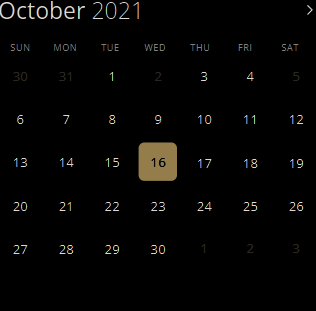 October 2021 >
SUN MON TUE WED THU FRI SAT
30 31 1 2 3 4 5
6 7 8 9 10 11 12
13 14 15 16 17 18 19
20 21 22 23 24 25 26
27 28 29 30 1 2 3